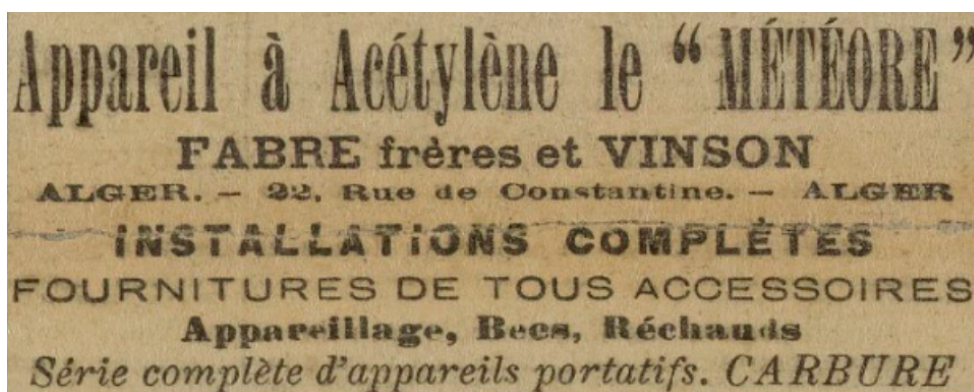 Appareil à Acétylène le “MÉTÉORE”
FABRE frères et VINSON
ALGER. — 22, Rue de Constantine. — ALGER
INSTALLATIONS COMPLÈTES
FOURNITURES DE TOUS ACCESSOIRES
Appareillage, Becs, Réchauds
Série complète d'appareils portatifs. CARBURE